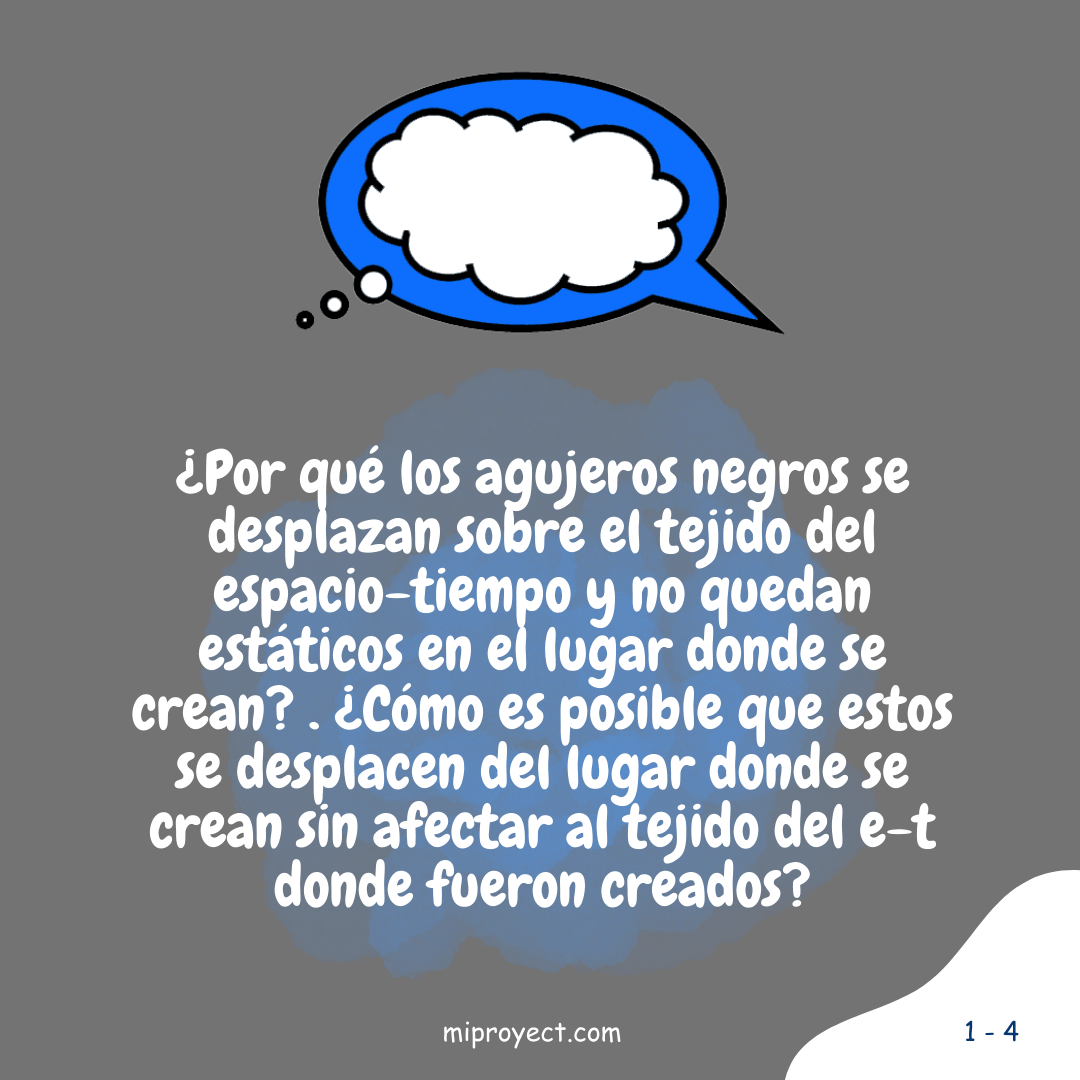 ¿Por qué los agujeros negros se
desplazan sobre el tejido del
espacio-tiempo y no quedan
estáticos en el lugar donde se
crean? . ¿Cómo es posible que estos
se desplacen del lugar donde se
crean sin afectar al tejido del e-t
donde fueron creados?
miproyect.com
1 - 4